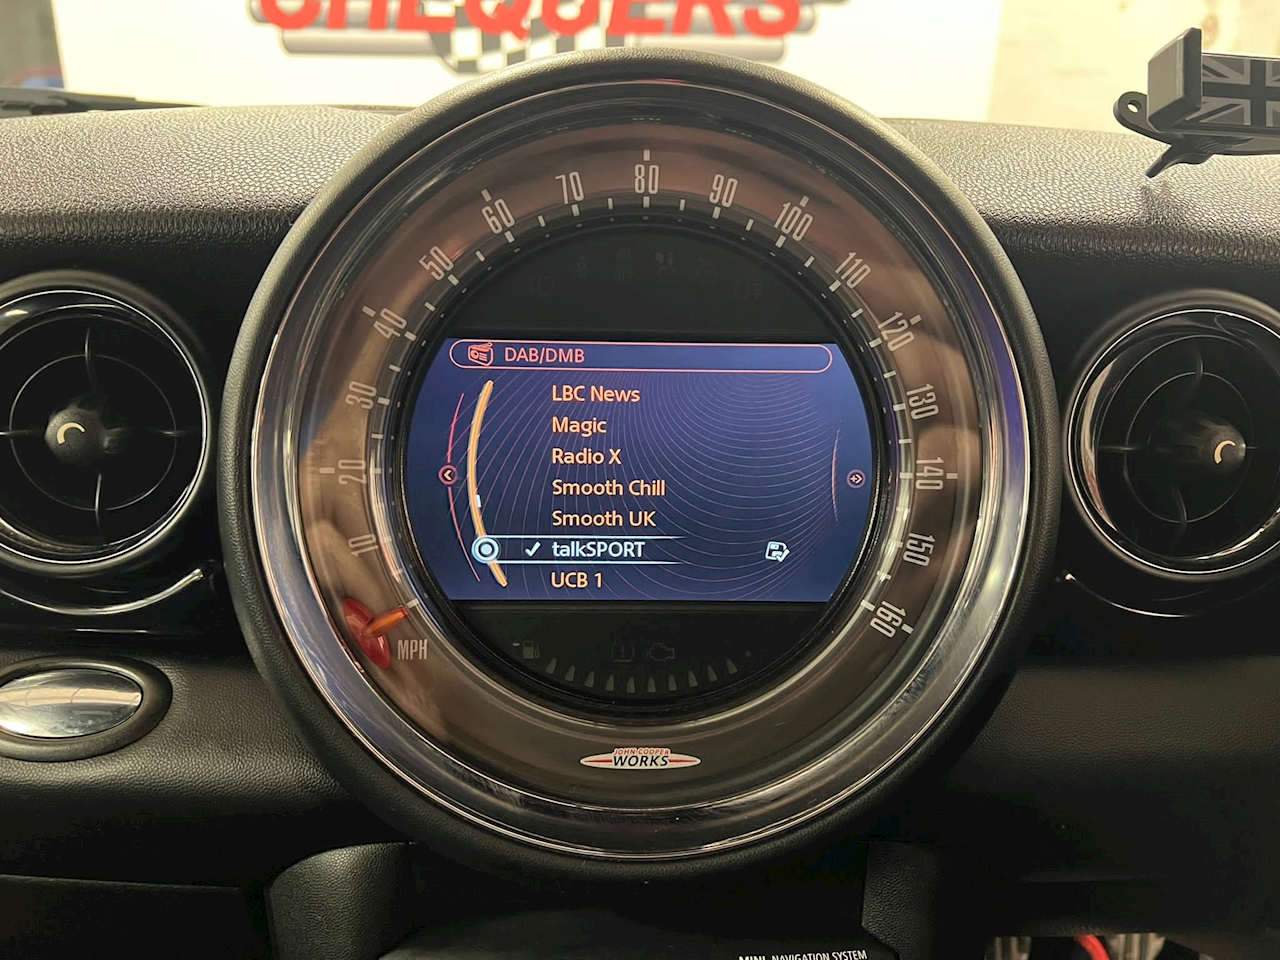 CHEQUERS
80
70
90
60
100
50
110
40
120
30
130
20
140
10
150
160
MPH
DAB/DMB
LBC News
Magic
Radio X
Smooth Chill
Smooth UK
talkSPORT
UCB 1
JOHN COOPER
WORKS
MINI NAVIGATION SYSTEM